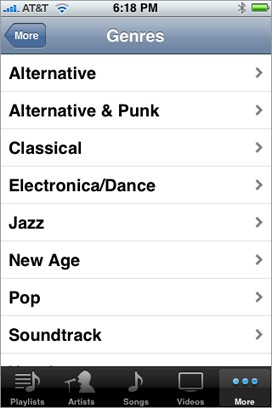 AT&T 6:18 PM
More Genres
Alternative
Alternative & Punk
Classical
Electronica/Dance
Jazz
New Age
Pop
Soundtrack
Playlists Artists Songs Videos More